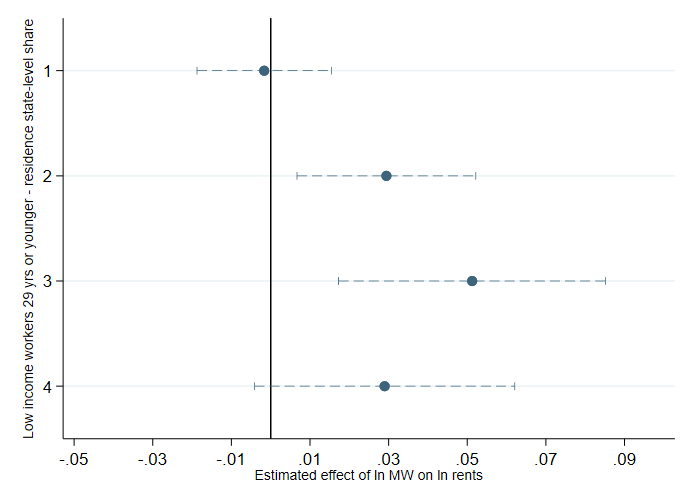 Low income workers 29 yrs or younger - residence state-level share
1
2
3
4
-.05 -.03 -.01 .01 .03 .05 .07 .09
Estimated effect of ln MW on ln rents